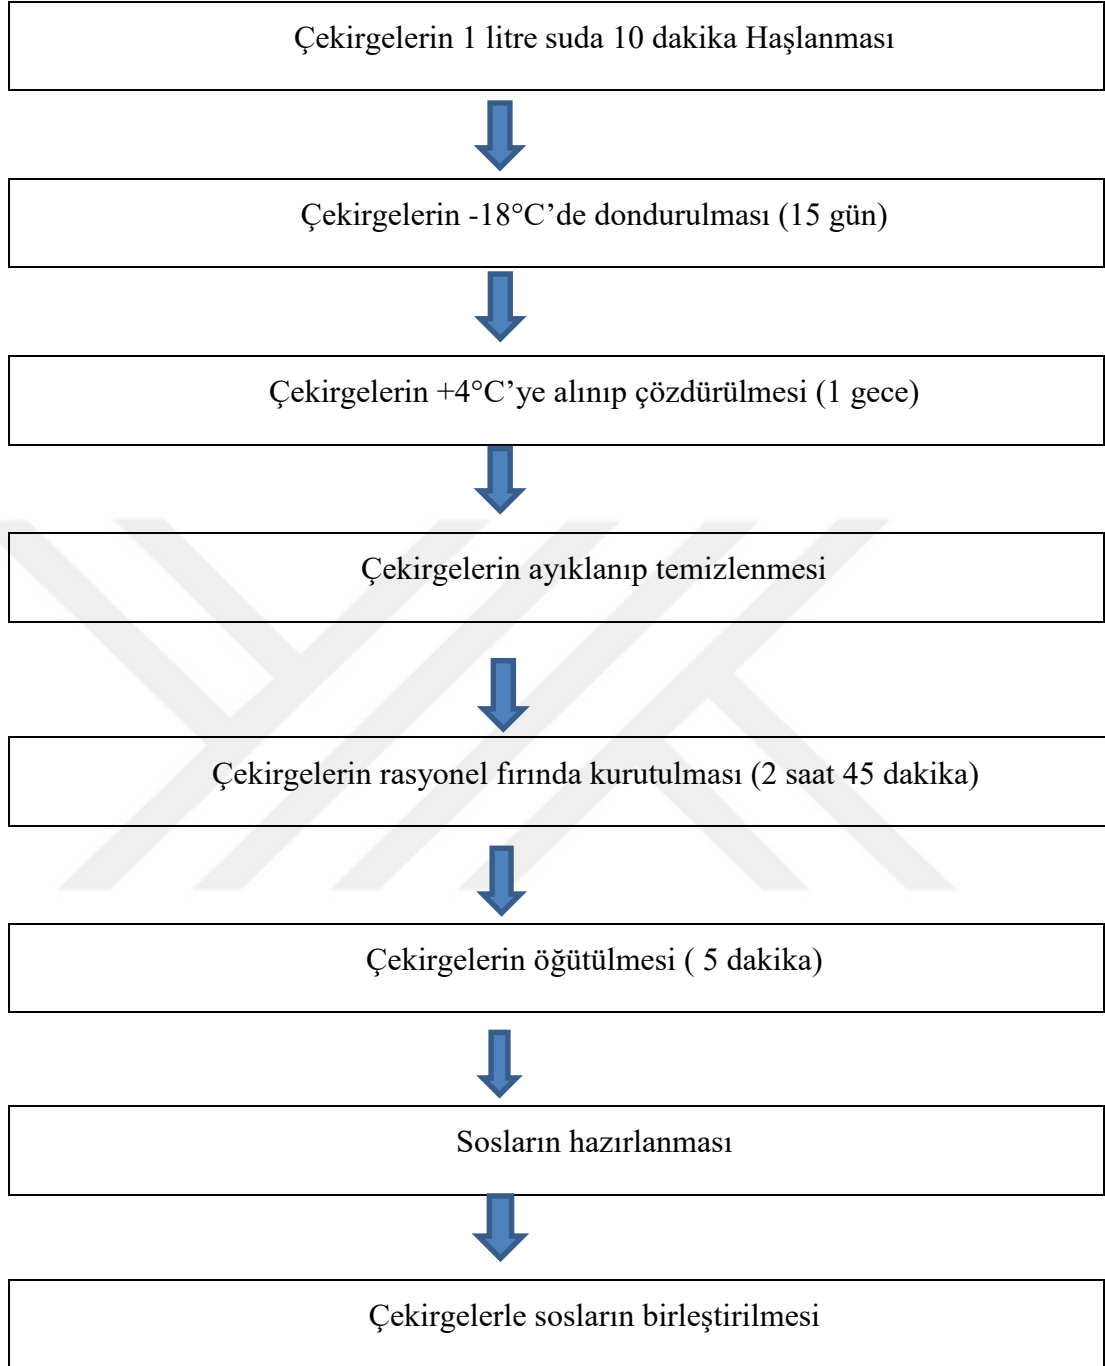 Çekirgelerin 1 litre suda 10 dakika Haşlanması
Çekirgelerin -18°C’de dondurulması (15 gün)
Çekirgelerin +4°C’ye alınıp çözdürülmesi (1 gece)
Çekirgelerin ayıklanıp temizlenmesi
Çekirgelerin rasyonel fırında kurutulması (2 saat 45 dakika)
Çekirgelerin öğütülmesi ( 5 dakika)
Sosların hazırlanması
Çekirgelerle sosların birleştirilmesi